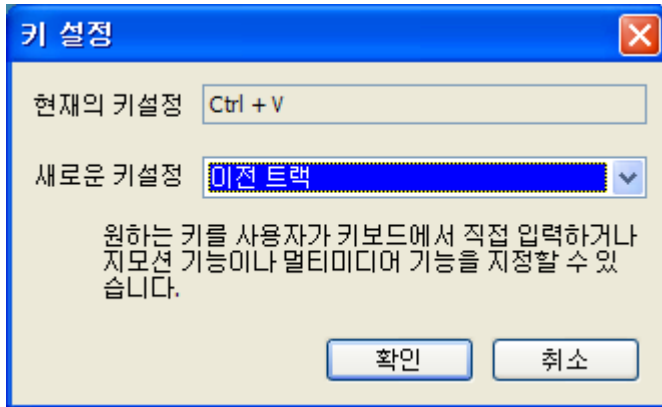 키 설정
현재의 키설정 Ctrl + V
새로운 키설정 이전 트랙
원하는 키를 사용자가 키보드에서 직접 입력하거나
지모션 기능이나 멀티미디어 기능을 지정할 수 있
습니다.
확인 취소